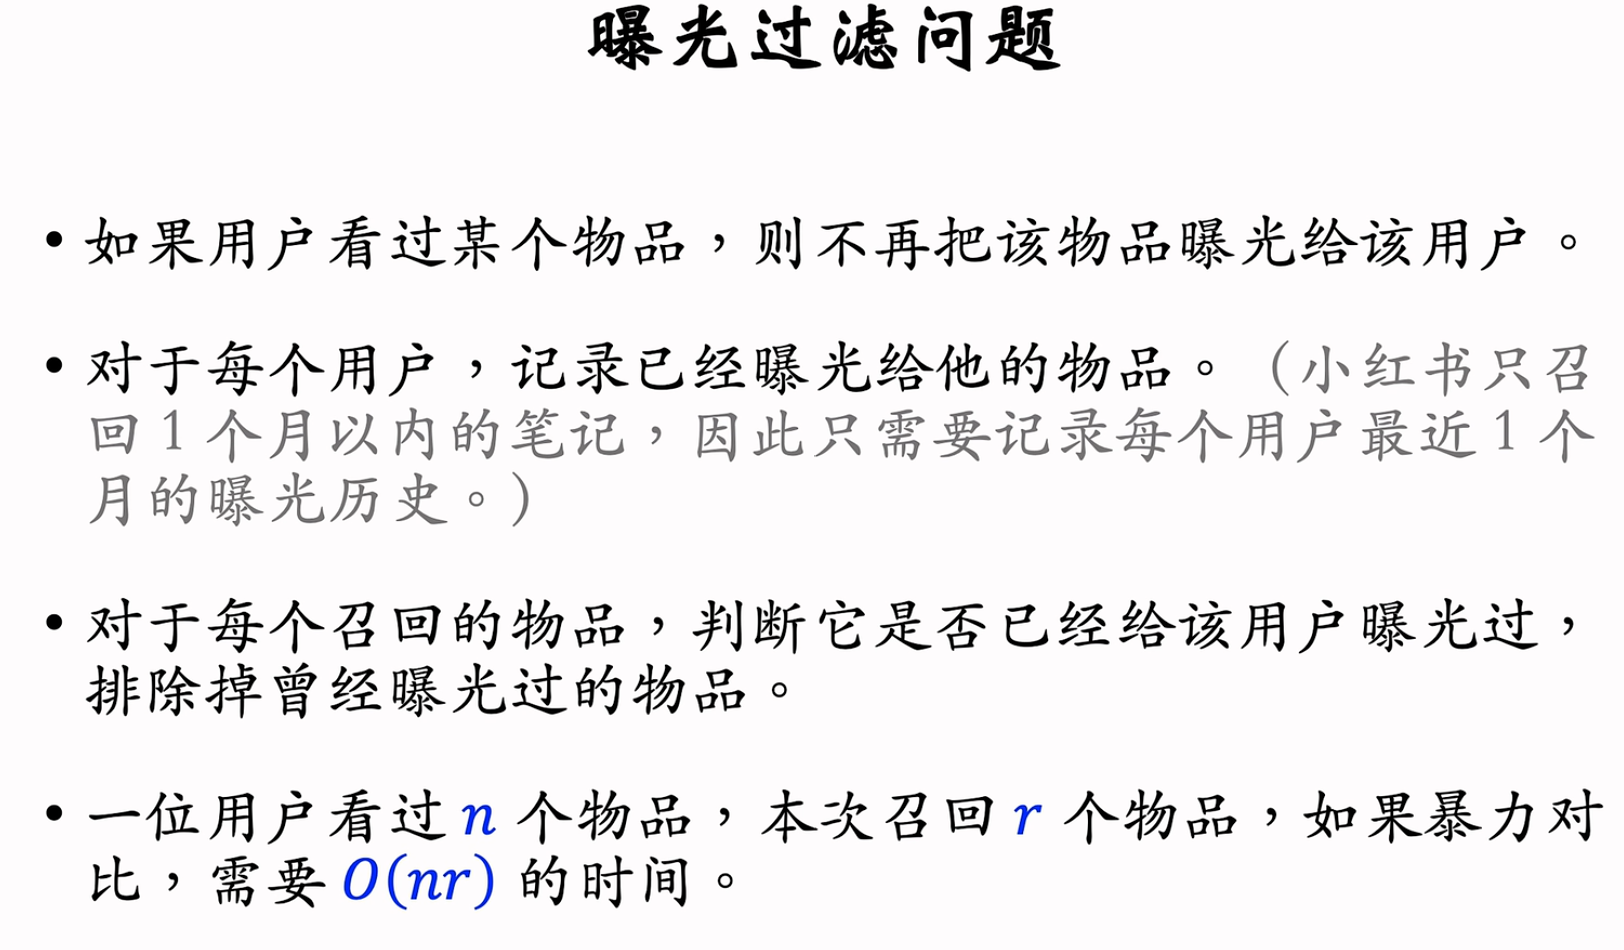 曝光过滤问题
• 如果用户看过某个物品，则不再把该物品曝光给该用户。
• 对于每个用户，记录已经曝光给他的物品。（小红书只召
回 1 个月以内的笔记，因此只需要记录每个用户最近 1 个
月的曝光历史。）
• 对于每个召回的物品，判断它是否已经给该用户曝光过，
排除掉曾经曝光过的物品。
• 一位用户看过 n 个物品，本次召回 r 个物品，如果暴力对
比，需要 O(nr) 的时间。